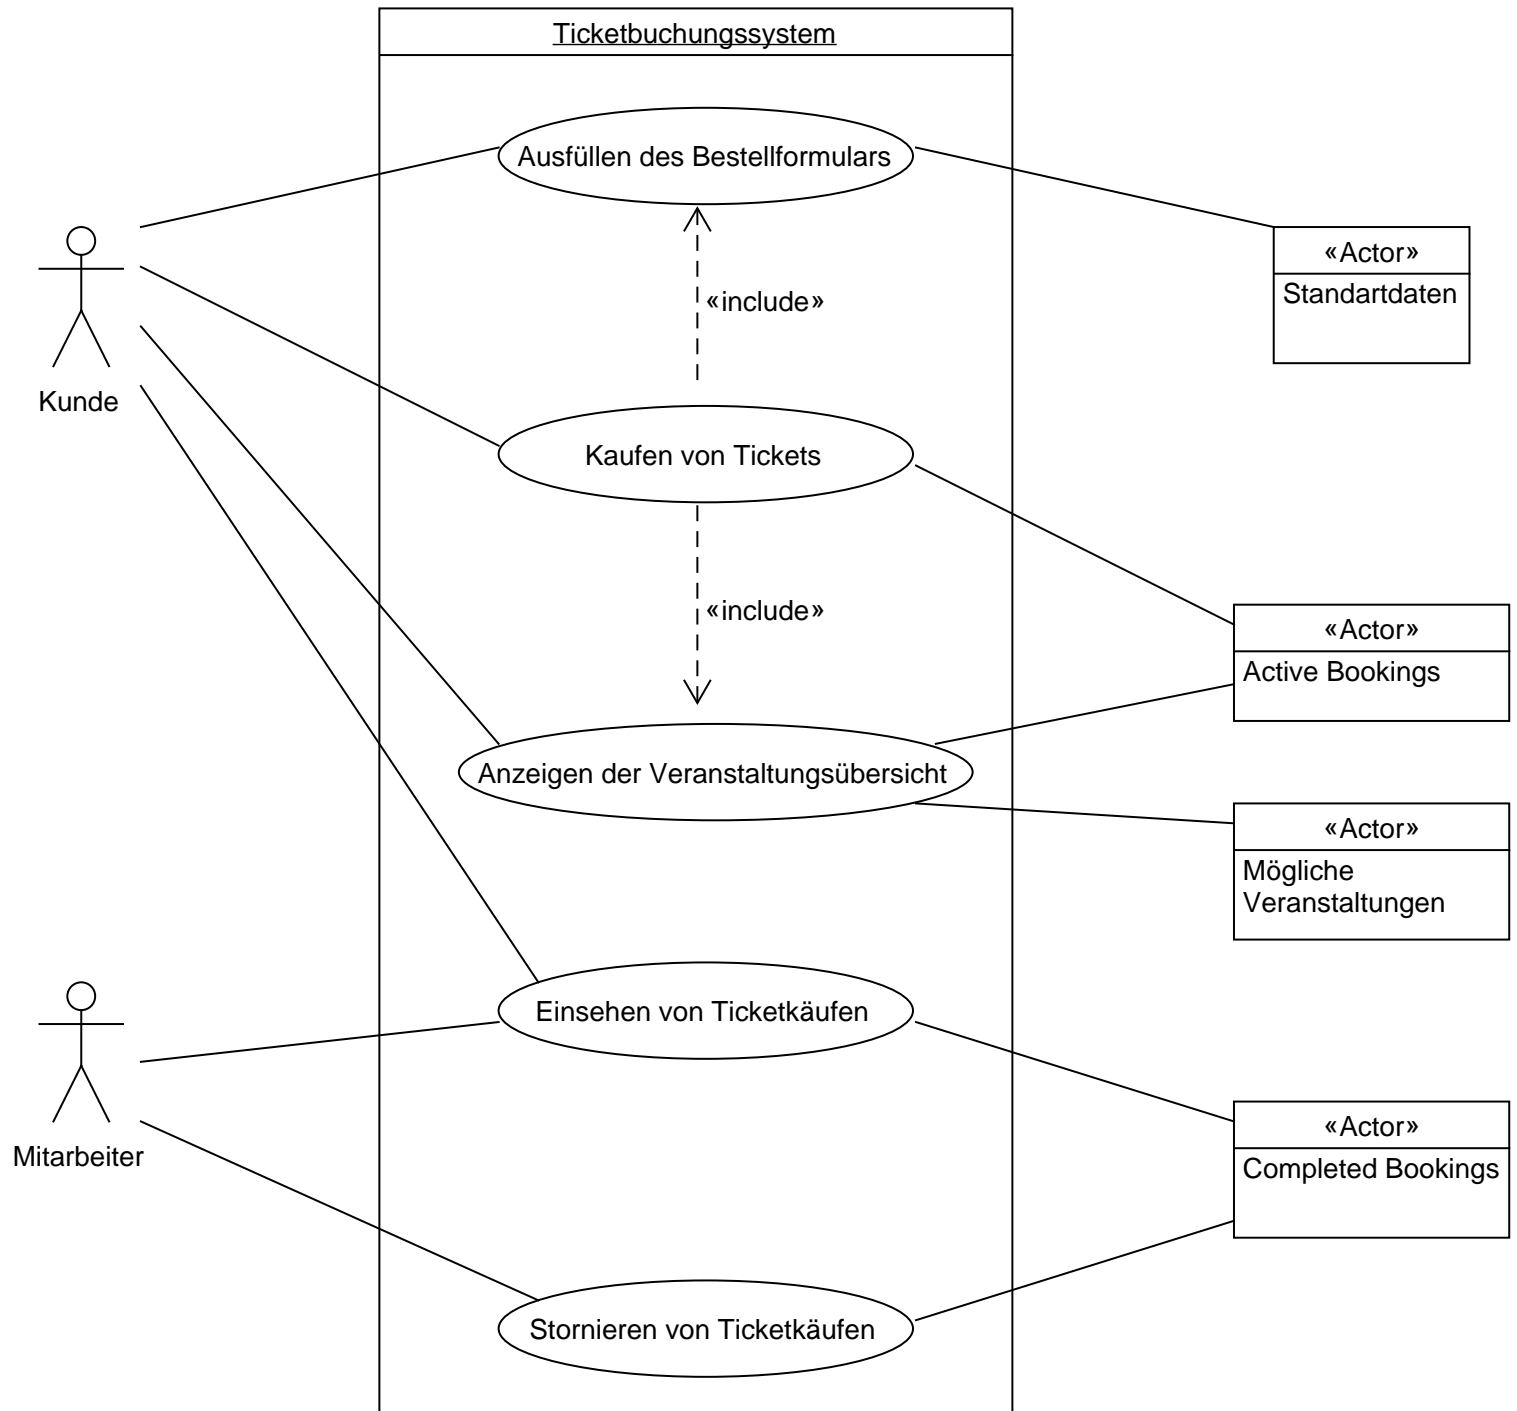 Ticketbuchungssystem
Ausfüllen des Bestellformulars
«Actor»
Standartdaten
«include»
Kunde
Kaufen von Tickets
«include»
«Actor»
Active Bookings
Anzeigen der Veranstaltungsübersicht
«Actor»
Mögliche
Veranstaltungen
Einsehen von Ticketkäufen
Mitarbeiter
«Actor»
Completed Bookings
Stornieren von Ticketkäufen